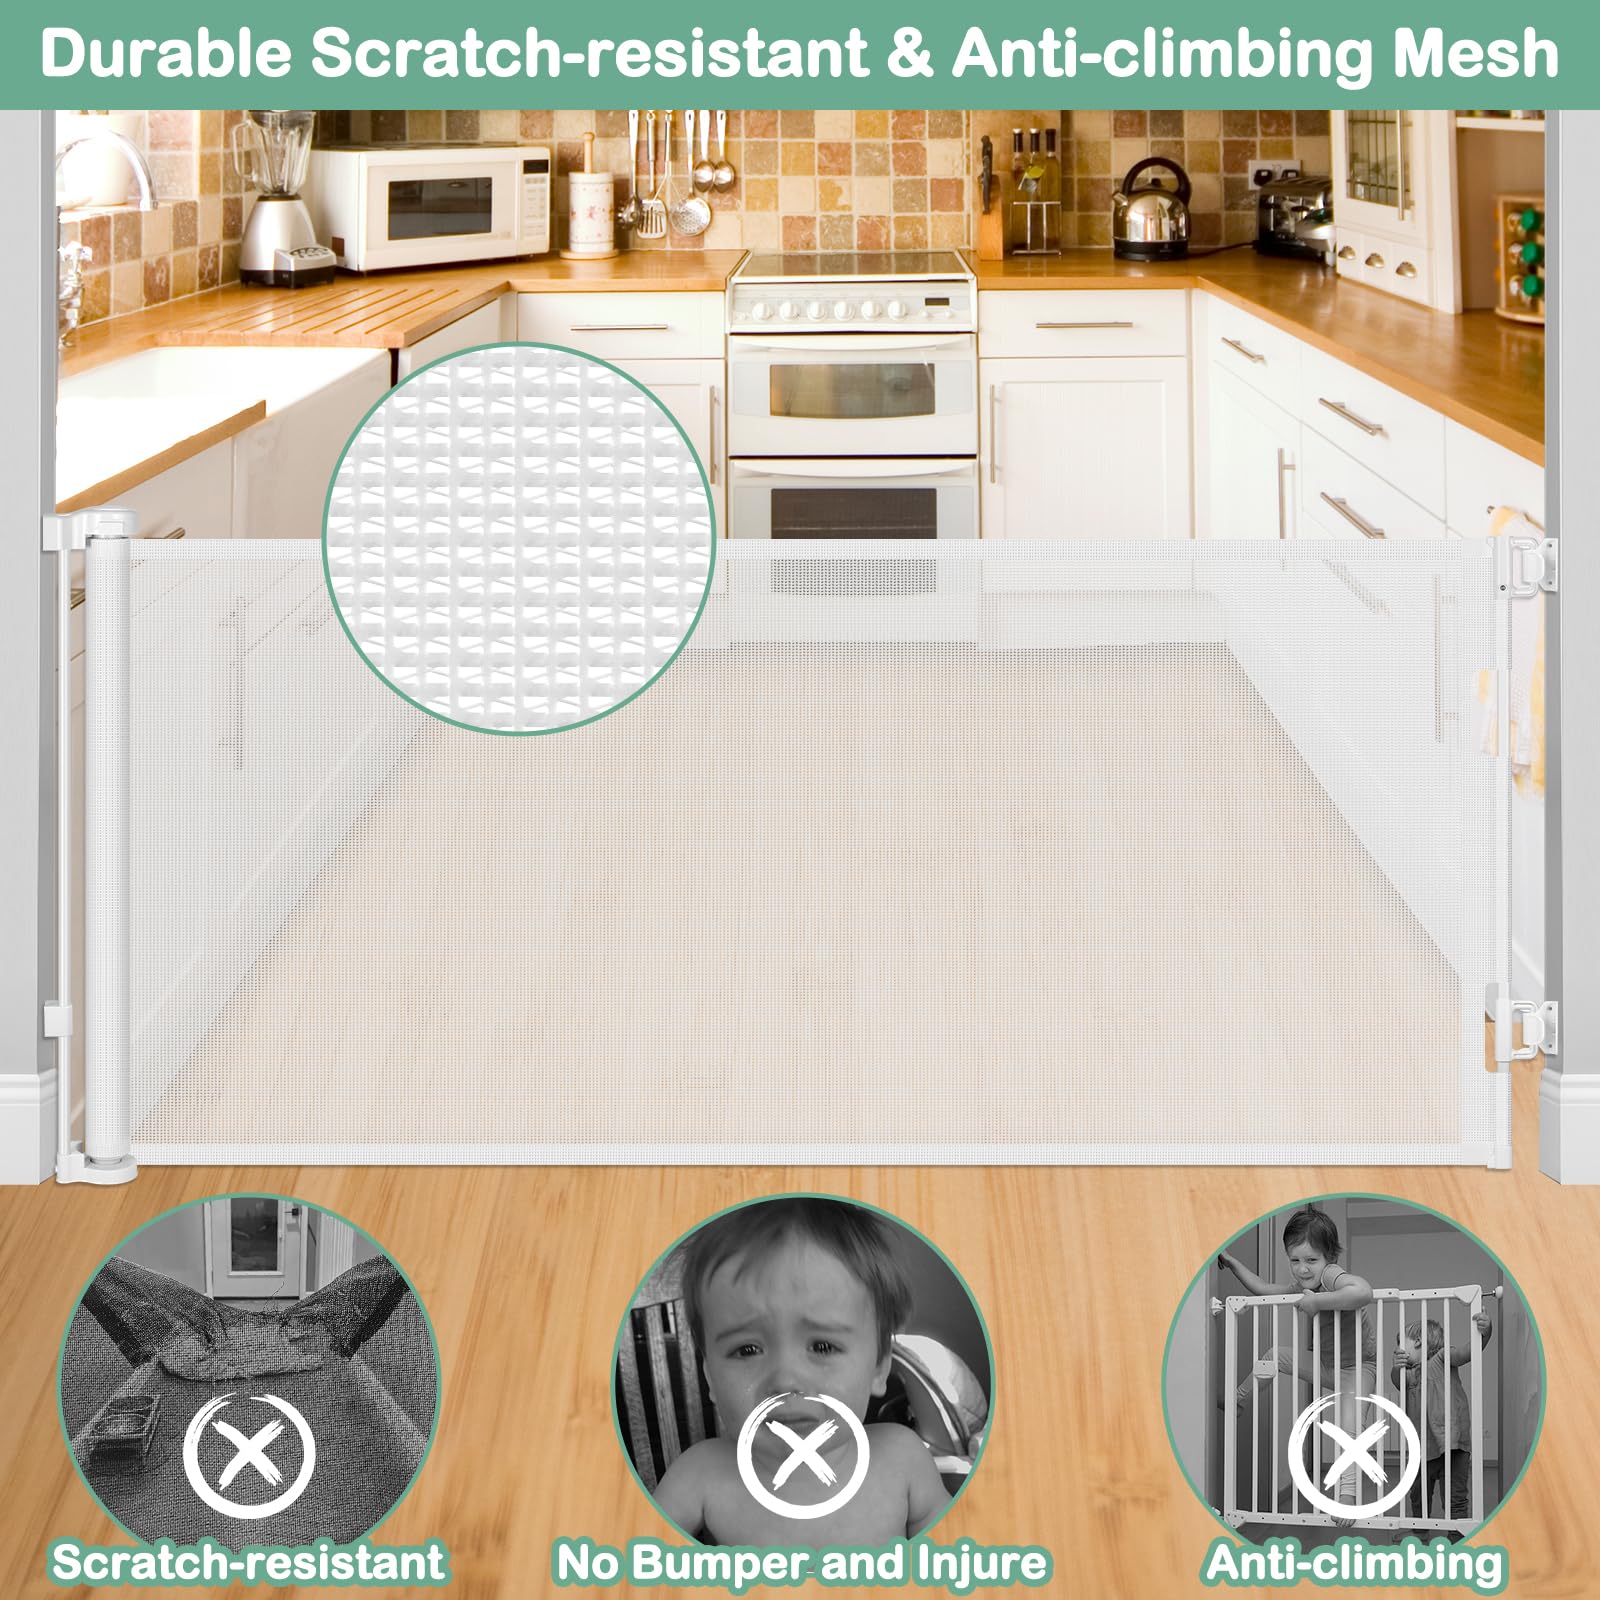 Durable Scratch-resistant & Anti-climbing Mesh
Scratch-resistant
No Bumper and Injure
Anti-climbing